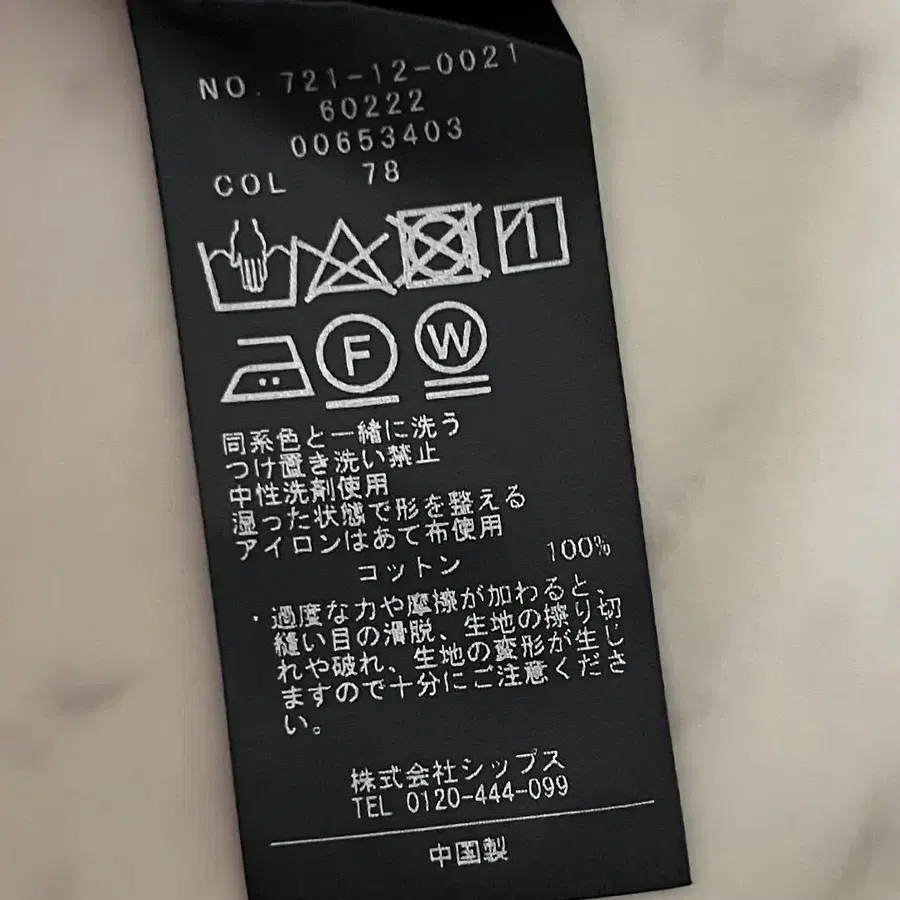 NO. 721-12-0021
60222
00653403
COL 78
F W
同系色と一緒に洗う
つけ置き洗い禁止
中性洗剤使用
湿った状態で形を整える
アイロンはあて布使用
コットン 100%
・過度な力や摩擦が加わると、
縫い目の滑脱、生地の擦り切
れや破れ、生地の変形が生じ
ますので十分にご注意くださ
い。
株式会社シップス
TEL 0120-444-099
中国製